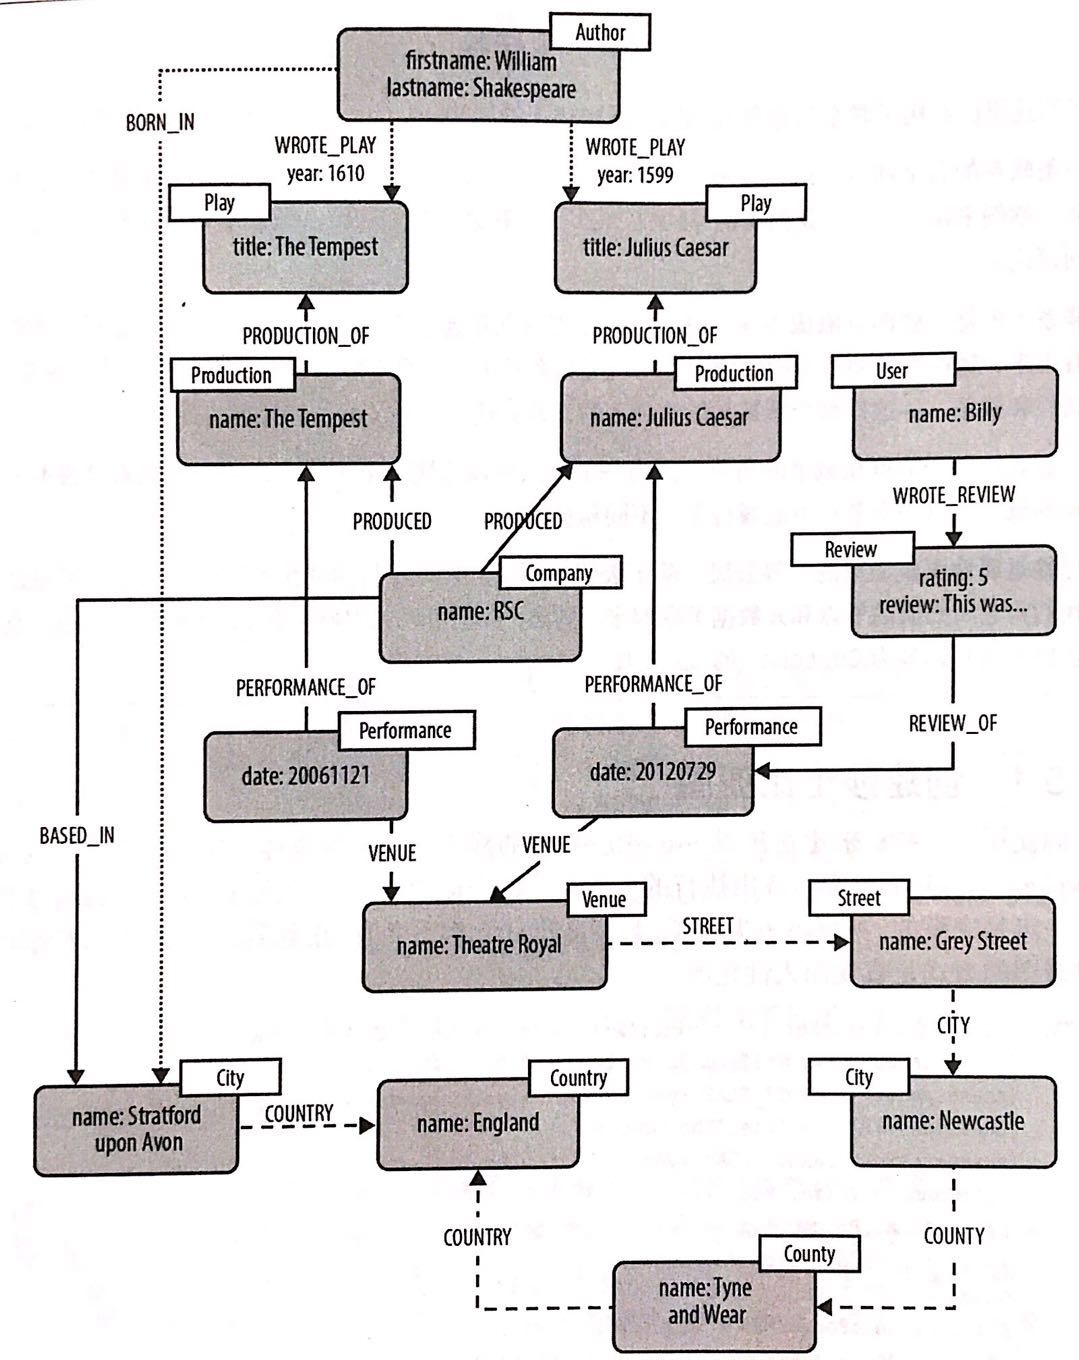 Author
firstname: William
lastname: Shakespeare
BORN_IN
WROTE_PLAY
year: 1610
WROTE_PLAY
year: 1599
Play
title: The Tempest
Play
title: Julius Caesar
PRODUCTION_OF
PRODUCTION_OF
Production
name: The Tempest
Production
name: Julius Caesar
User
name: Billy
WROTE_REVIEW
PRODUCED
PRODUCED
Company
name: RSC
Review
rating: 5
review: This was...
PERFORMANCE_OF
PERFORMANCE_OF
Performance
date: 20061121
Performance
date: 20120729
REVIEW_OF
BASED_IN
VENUE
VENUE
Venue
name: Theatre Royal
STREET
Street
name: Grey Street
CITY
City
name: Stratford
upon Avon
COUNTRY
Country
name: England
City
name: Newcastle
COUNTRY
COUNTY
County
name: Tyne
and Wear